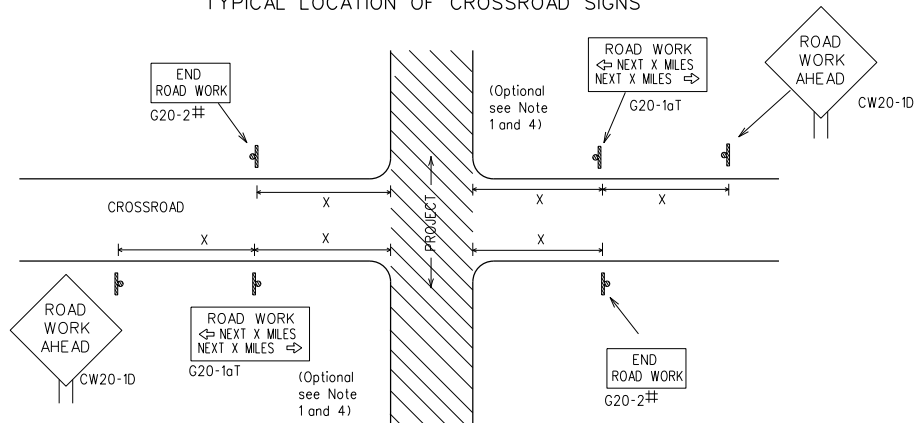 TYPICAL LOCATION OF CROSSROAD SIGNS
END
ROAD WORK
G20-2#
(Optional
see Note
1 and 4)
ROAD WORK
⇦ NEXT X MILES
NEXT X MILES ⇨
G20-1aT
ROAD
WORK
AHEAD
CW20-1D
X
X
X
CROSSROAD
PROJECT
X
X
X
ROAD
WORK
AHEAD
CW20-1D
ROAD WORK
⇦ NEXT X MILES
NEXT X MILES ⇨
G20-1aT
(Optional
see Note
1 and 4)
END
ROAD WORK
G20-2#